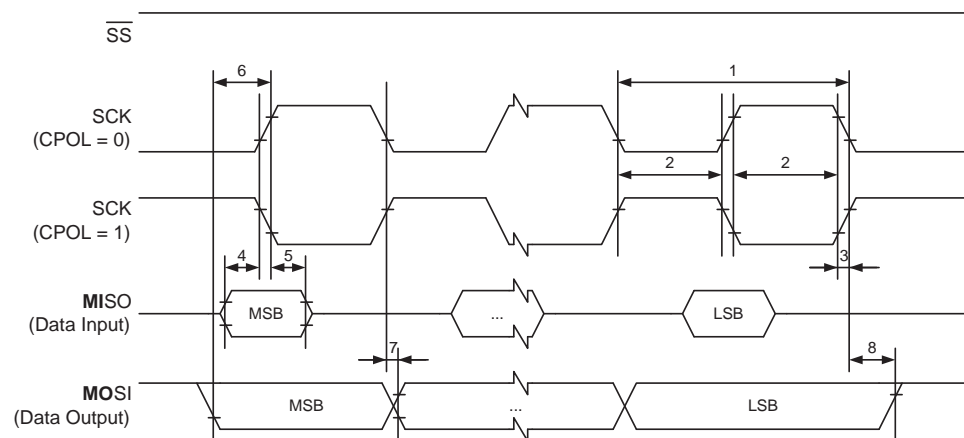 SS
6
1
SCK
(CPOL = 0)
2
2
SCK
(CPOL = 1)
4
5
3
MISO
(Data Input)
MSB
...
LSB
7
8
MOSI
(Data Output)
MSB
...
LSB